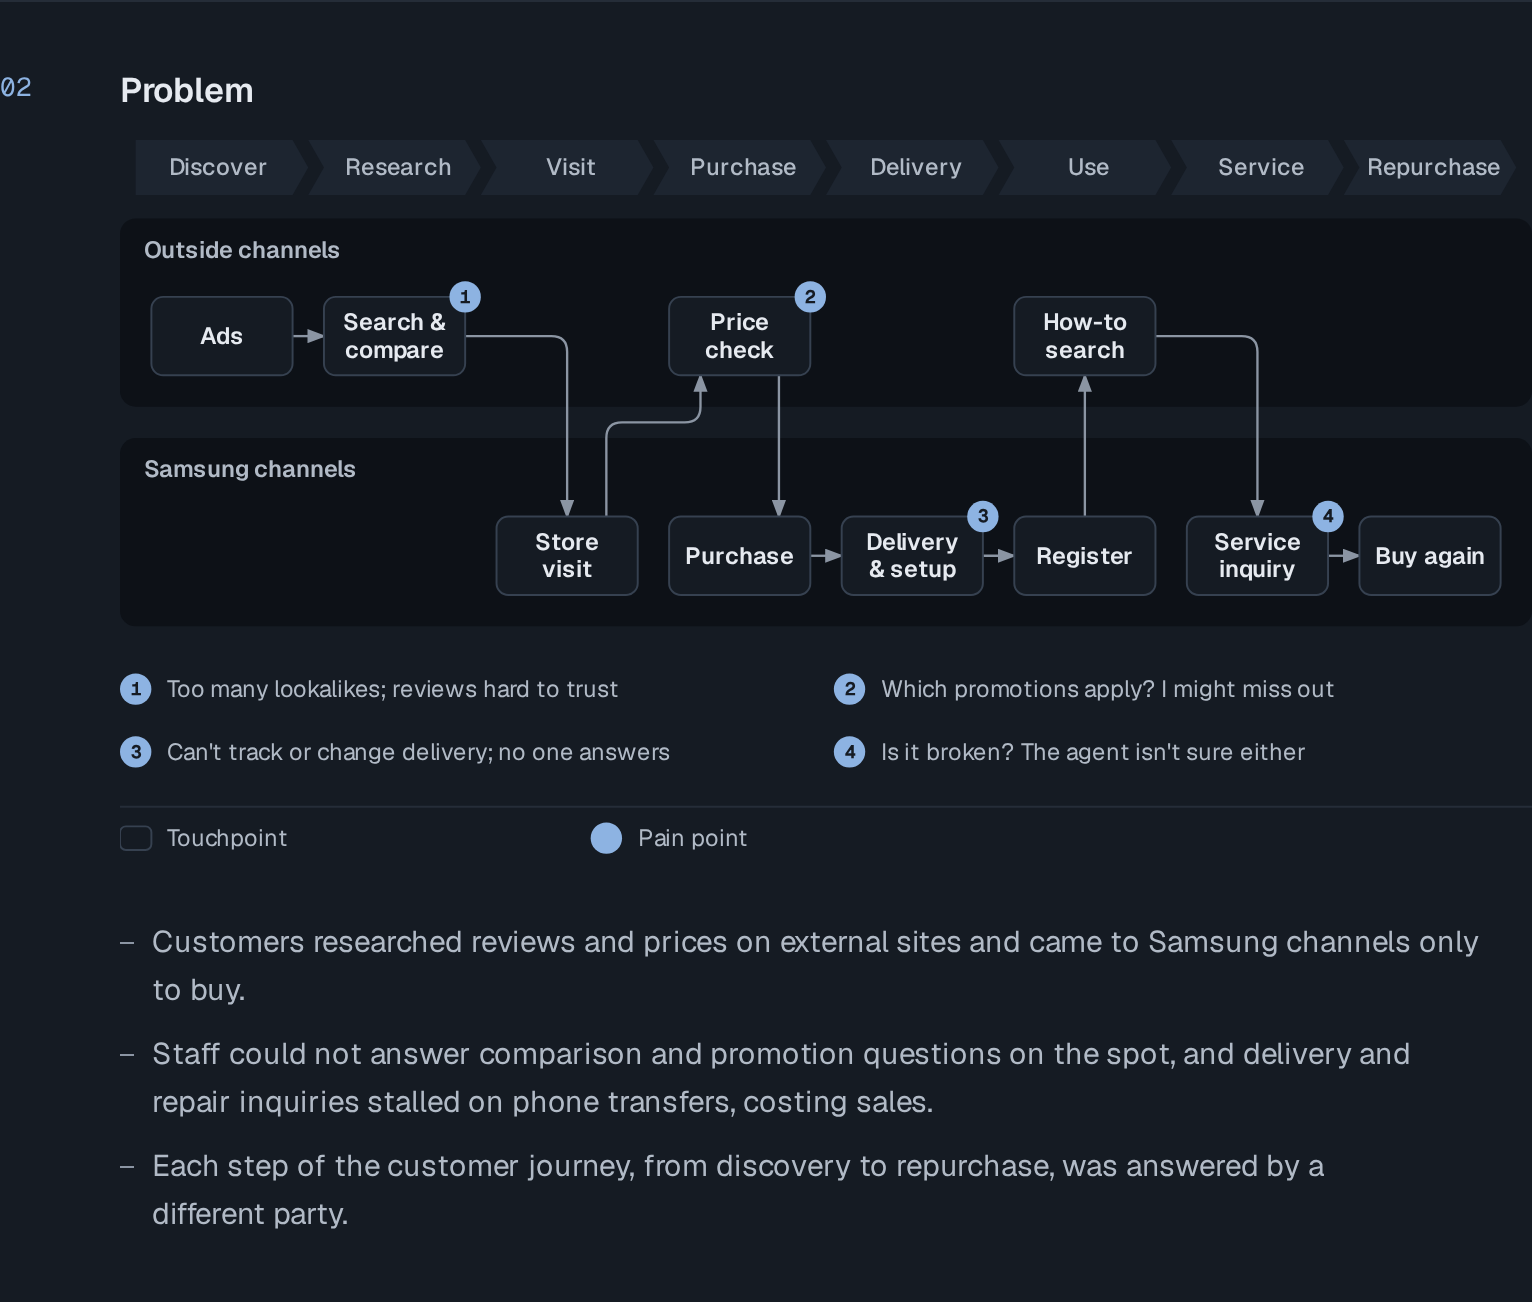 02
Problem
Discover
Research
Visit
Purchase
Delivery
Use
Service
Repurchase
Outside channels
Ads
Search &
compare
1
Price
check
2
How-to
search
Samsung channels
Store
visit
Purchase
Delivery
& setup
3
Register
Service
inquiry
4
Buy again
1 Too many lookalikes; reviews hard to trust
2 Which promotions apply? I might miss out
3 Can't track or change delivery; no one answers
4 Is it broken? The agent isn't sure either
Touchpoint
Pain point
– Customers researched reviews and prices on external sites and came to Samsung channels only
to buy.
– Staff could not answer comparison and promotion questions on the spot, and delivery and
repair inquiries stalled on phone transfers, costing sales.
– Each step of the customer journey, from discovery to repurchase, was answered by a
different party.